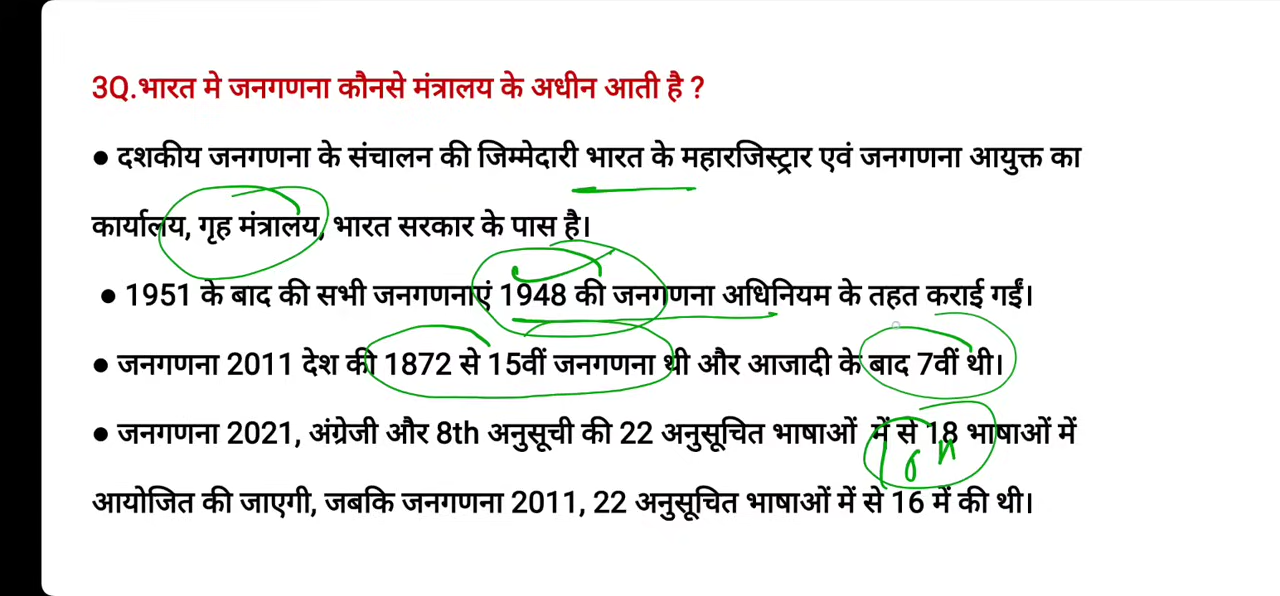 3Q.भारत मे जनगणना कौनसे मंत्रालय के अधीन आती है ?
● दशकीय जनगणना के संचालन की जिम्मेदारी भारत के महारजिस्ट्रार एवं जनगणना आयुक्त का
कार्यालय, गृह मंत्रालय, भारत सरकार के पास है।
● 1951 के बाद की सभी जनगणनाएं 1948 की जनगणना अधिनियम के तहत कराई गईं।
● जनगणना 2011 देश की 1872 से 15वीं जनगणना थी और आजादी के बाद 7वीं थी।
● जनगणना 2021, अंग्रेजी और 8th अनुसूची की 22 अनुसूचित भाषाओं में से 18 भाषाओं में
आयोजित की जाएगी, जबकि जनगणना 2011, 22 अनुसूचित भाषाओं में से 16 में की थी।